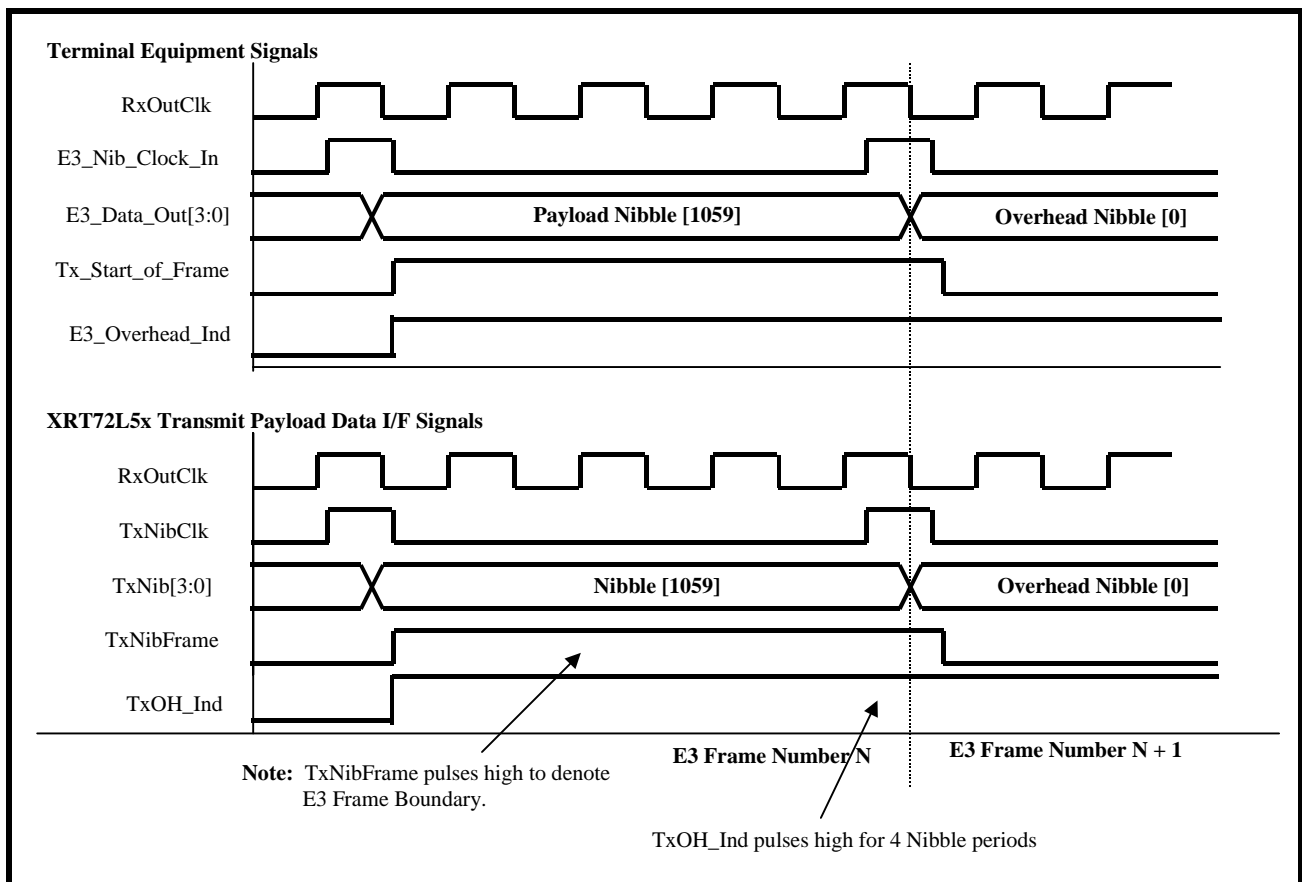 Terminal Equipment Signals
RxOutClk
E3_Nib_Clock_In
E3_Data_Out[3:0]
Payload Nibble [1059]
Overhead Nibble [0]
Tx_Start_of_Frame
E3_Overhead_Ind
XRT72L5x Transmit Payload Data I/F Signals
RxOutClk
TxNibClk
TxNib[3:0]
Nibble [1059]
Overhead Nibble [0]
TxNibFrame
TxOH_Ind
E3 Frame Number N
E3 Frame Number N + 1
Note: TxNibFrame pulses high to denote
E3 Frame Boundary.
TxOH_Ind pulses high for 4 Nibble periods